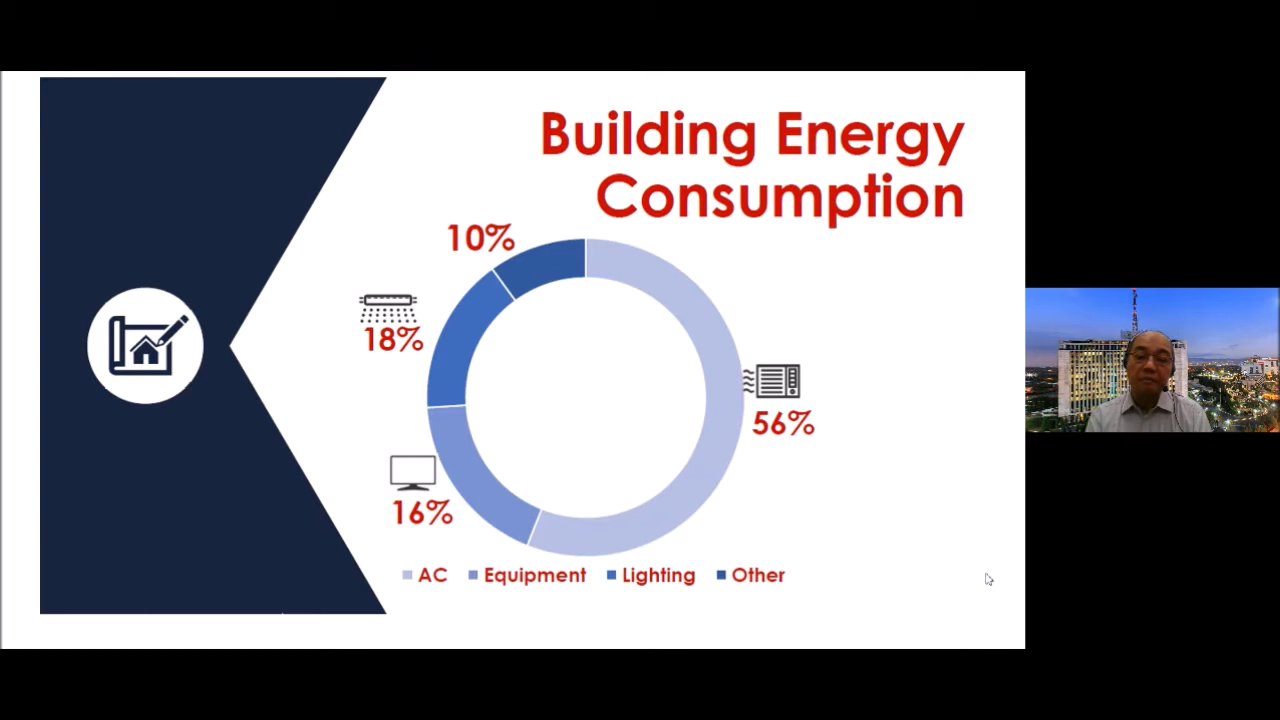 Building Energy
Consumption
10%
18%
56%
16%
AC Equipment Lighting Other